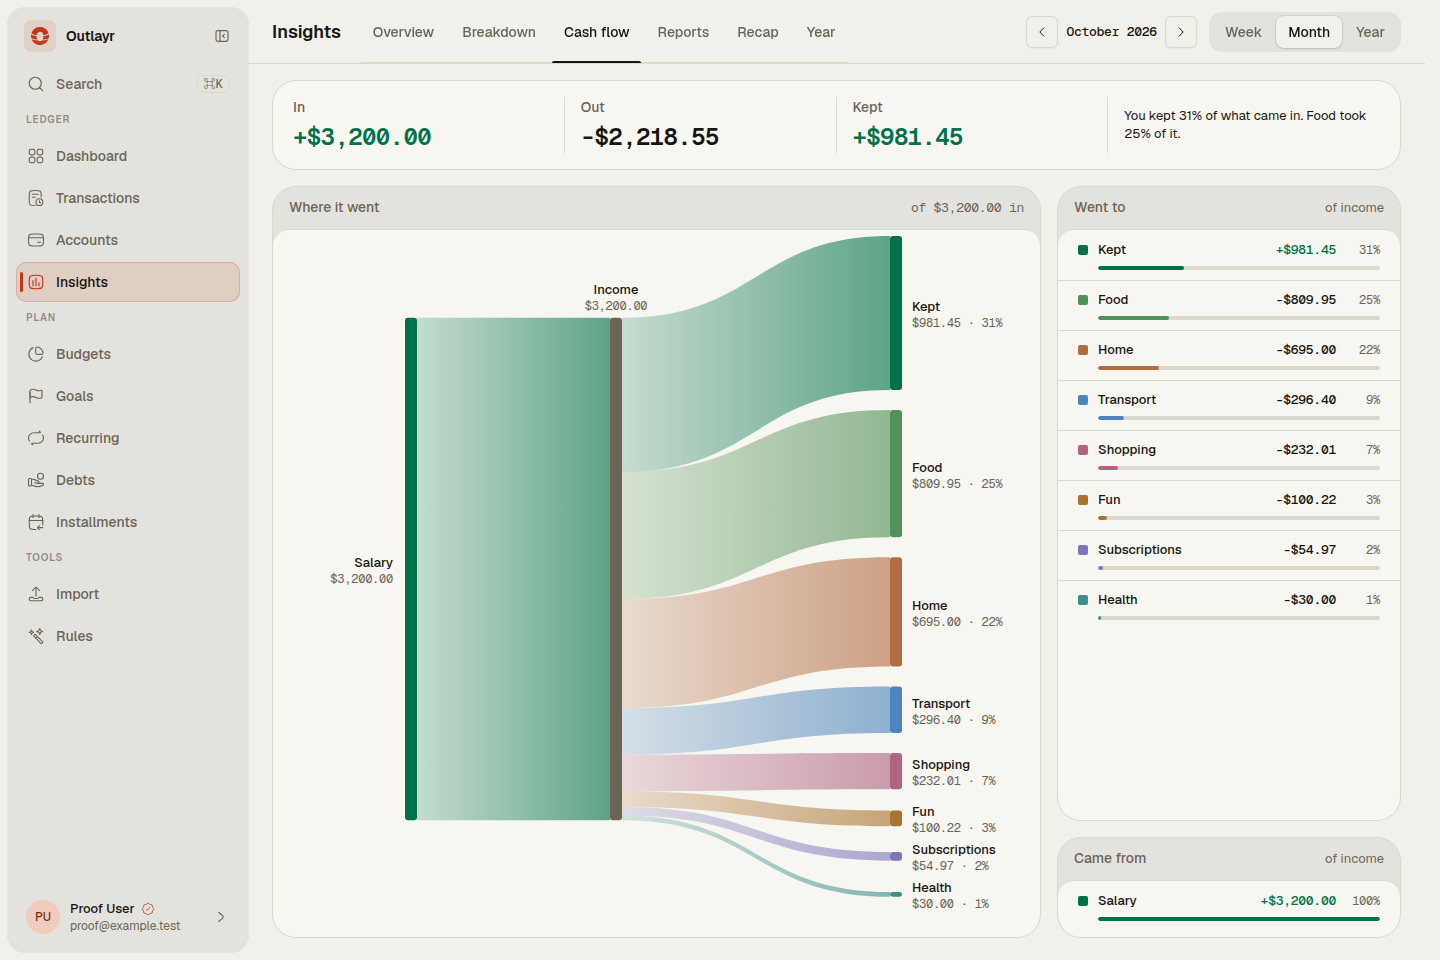 Outlayr
Search
⌘K
LEDGER
Dashboard
Transactions
Accounts
Insights
PLAN
Budgets
Goals
Recurring
Debts
Installments
TOOLS
Import
Rules
PU
Proof User
proof@example.test
Insights
Overview
Breakdown
Cash flow
Reports
Recap
Year
October 2026
Week
Month
Year
In
+$3,200.00
Out
-$2,218.55
Kept
+$981.45
You kept 31% of what came in. Food took
25% of it.
Where it went
of $3,200.00 in
Salary
$3,200.00
Income
$3,200.00
Kept
$981.45 · 31%
Food
$809.95 · 25%
Home
$695.00 · 22%
Transport
$296.40 · 9%
Shopping
$232.01 · 7%
Fun
$100.22 · 3%
Subscriptions
$54.97 · 2%
Health
$30.00 · 1%
Went to
of income
Kept +$981.45 31%
Food -$809.95 25%
Home -$695.00 22%
Transport -$296.40 9%
Shopping -$232.01 7%
Fun -$100.22 3%
Subscriptions -$54.97 2%
Health -$30.00 1%
Came from
of income
Salary +$3,200.00 100%